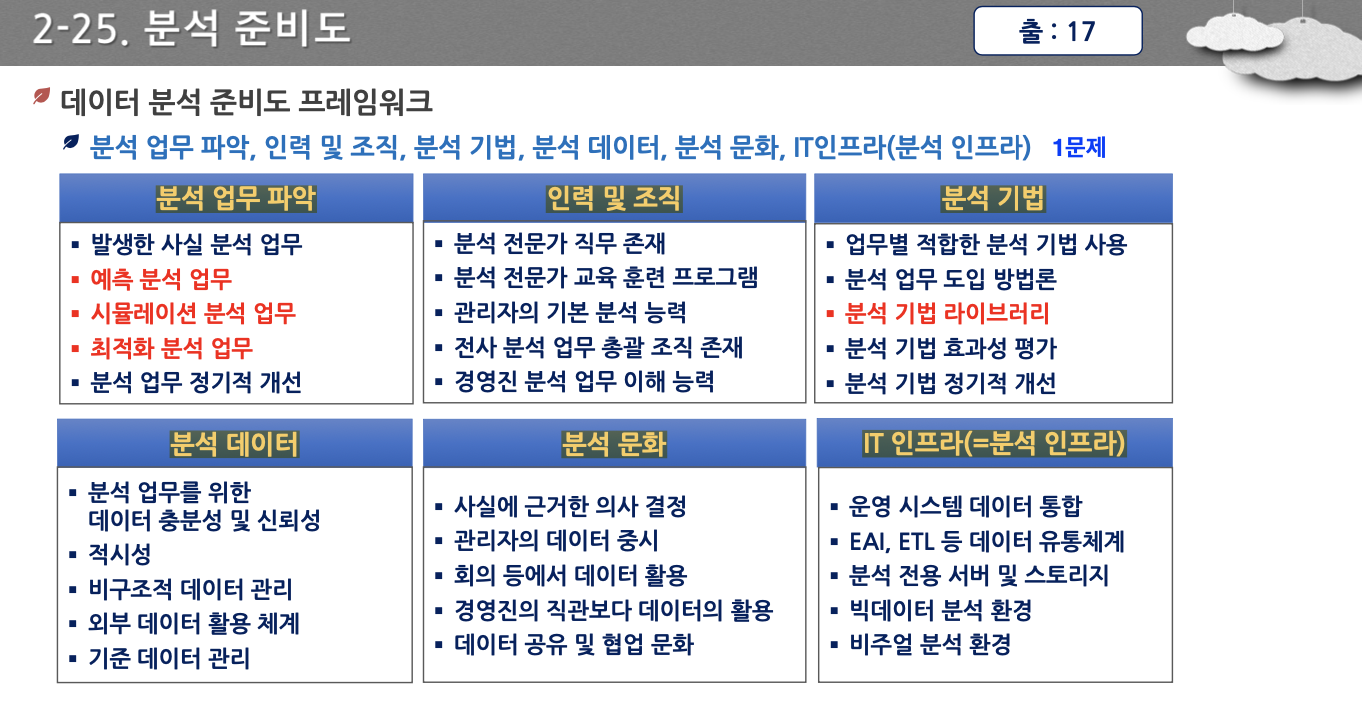 2-25. 분석 준비도
출 : 17
데이터 분석 준비도 프레임워크
분석 업무 파악, 인력 및 조직, 분석 기법, 분석 데이터, 분석 문화, IT인프라(분석 인프라) 1문제
분석 업무 파악
▪ 발생한 사실 분석 업무
▪ 예측 분석 업무
▪ 시뮬레이션 분석 업무
▪ 최적화 분석 업무
▪ 분석 업무 정기적 개선
인력 및 조직
▪ 분석 전문가 직무 존재
▪ 분석 전문가 교육 훈련 프로그램
▪ 관리자의 기본 분석 능력
▪ 전사 분석 업무 총괄 조직 존재
▪ 경영진 분석 업무 이해 능력
분석 기법
▪ 업무별 적합한 분석 기법 사용
▪ 분석 업무 도입 방법론
▪ 분석 기법 라이브러리
▪ 분석 기법 효과성 평가
▪ 분석 기법 정기적 개선
분석 데이터
▪ 분석 업무를 위한
데이터 충분성 및 신뢰성
▪ 적시성
▪ 비구조적 데이터 관리
▪ 외부 데이터 활용 체계
▪ 기준 데이터 관리
분석 문화
▪ 사실에 근거한 의사 결정
▪ 관리자의 데이터 중시
▪ 회의 등에서 데이터 활용
▪ 경영진의 직관보다 데이터의 활용
▪ 데이터 공유 및 협업 문화
IT 인프라(=분석 인프라)
▪ 운영 시스템 데이터 통합
▪ EAI, ETL 등 데이터 유통체계
▪ 분석 전용 서버 및 스토리지
▪ 빅데이터 분석 환경
▪ 비주얼 분석 환경